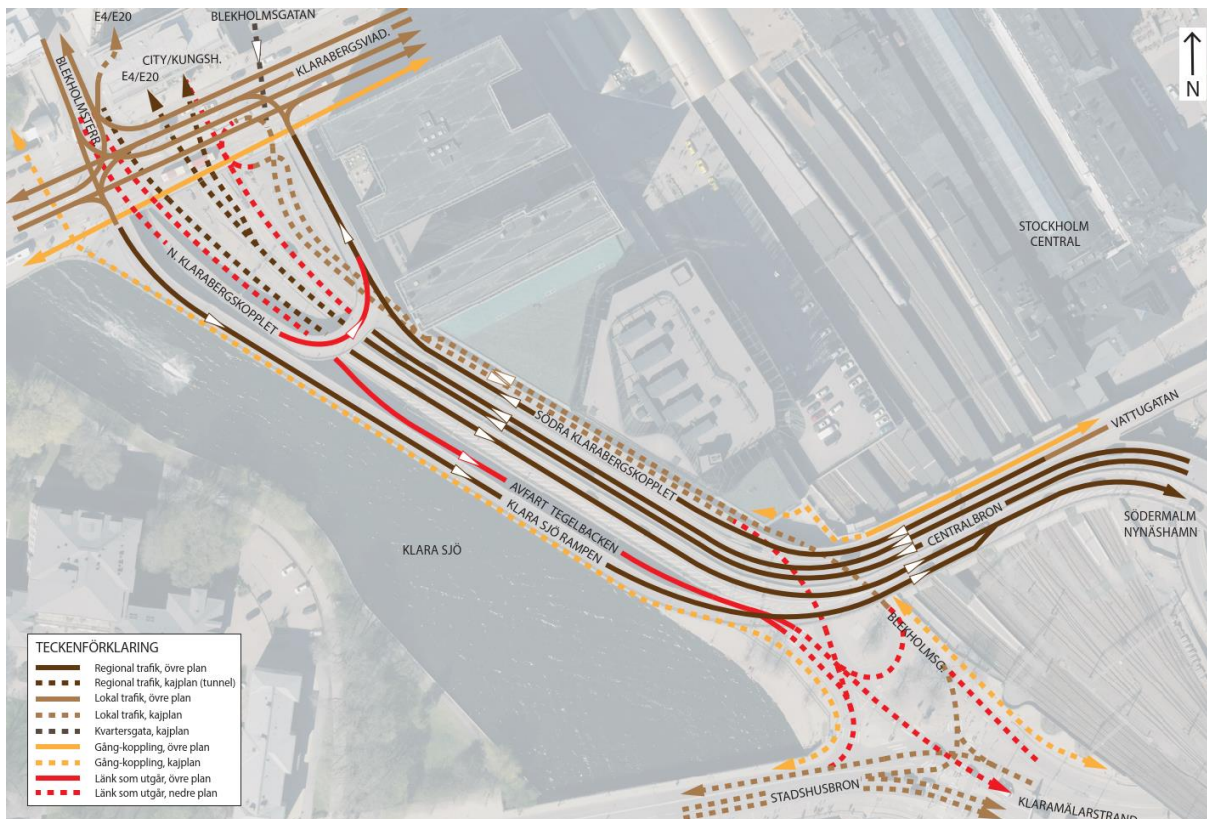 E4/E20
BLEKHOLMSGATAN
CITY/KUNGSH.
E4/E20
KLARABERGSVIAD.
BLEKHOLMSTERB.
N
STOCKHOLM
CENTRAL
N. KLARABERGSKOPPLET
SÖDRA KLARABERGSKOPPLET
VATTUGATAN
AVFART TEGELBACKEN
KLARA SJÖ RAMPEN
CENTRALBRON
SÖDERMALM
NYNÄSHAMN
KLARA SJÖ
BLEKHOLMSG.
STADSHUSBRON
KLARAMÄLARSTRAND
TECKENFÖRKLARING
Regional trafik, övre plan
Regional trafik, kajplan (tunnel)
Lokal trafik, övre plan
Lokal trafik, kajplan
Kvartersgata, kajplan
Gång-koppling, övre plan
Gång-koppling, kajplan
Länk som utgår, övre plan
Länk som utgår, nedre plan